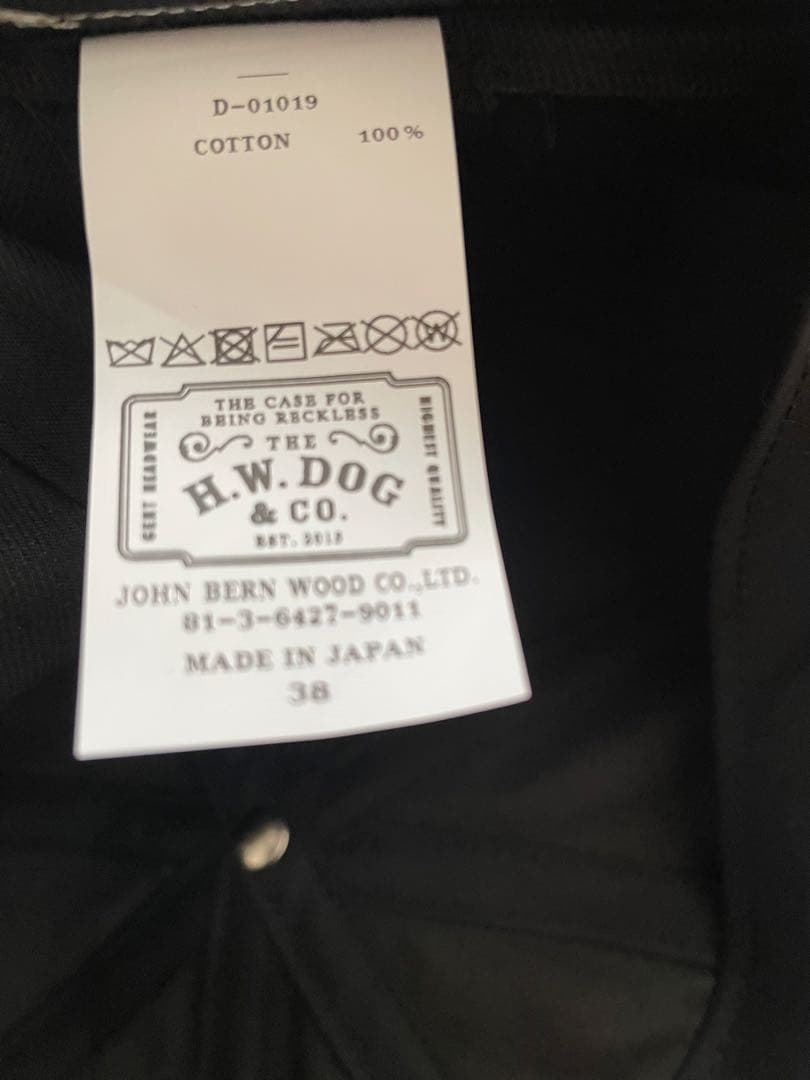 D-01019
COTTON 100%
THE CASE FOR
BEING RECKLESS
GENT HEADWEAR
HIGHEST QUALITY
THE
H.W. DOG
& CO.
EST. 2013
JOHN BERN WOOD CO.,LTD.
81-3-6427-9011
MADE IN JAPAN
38